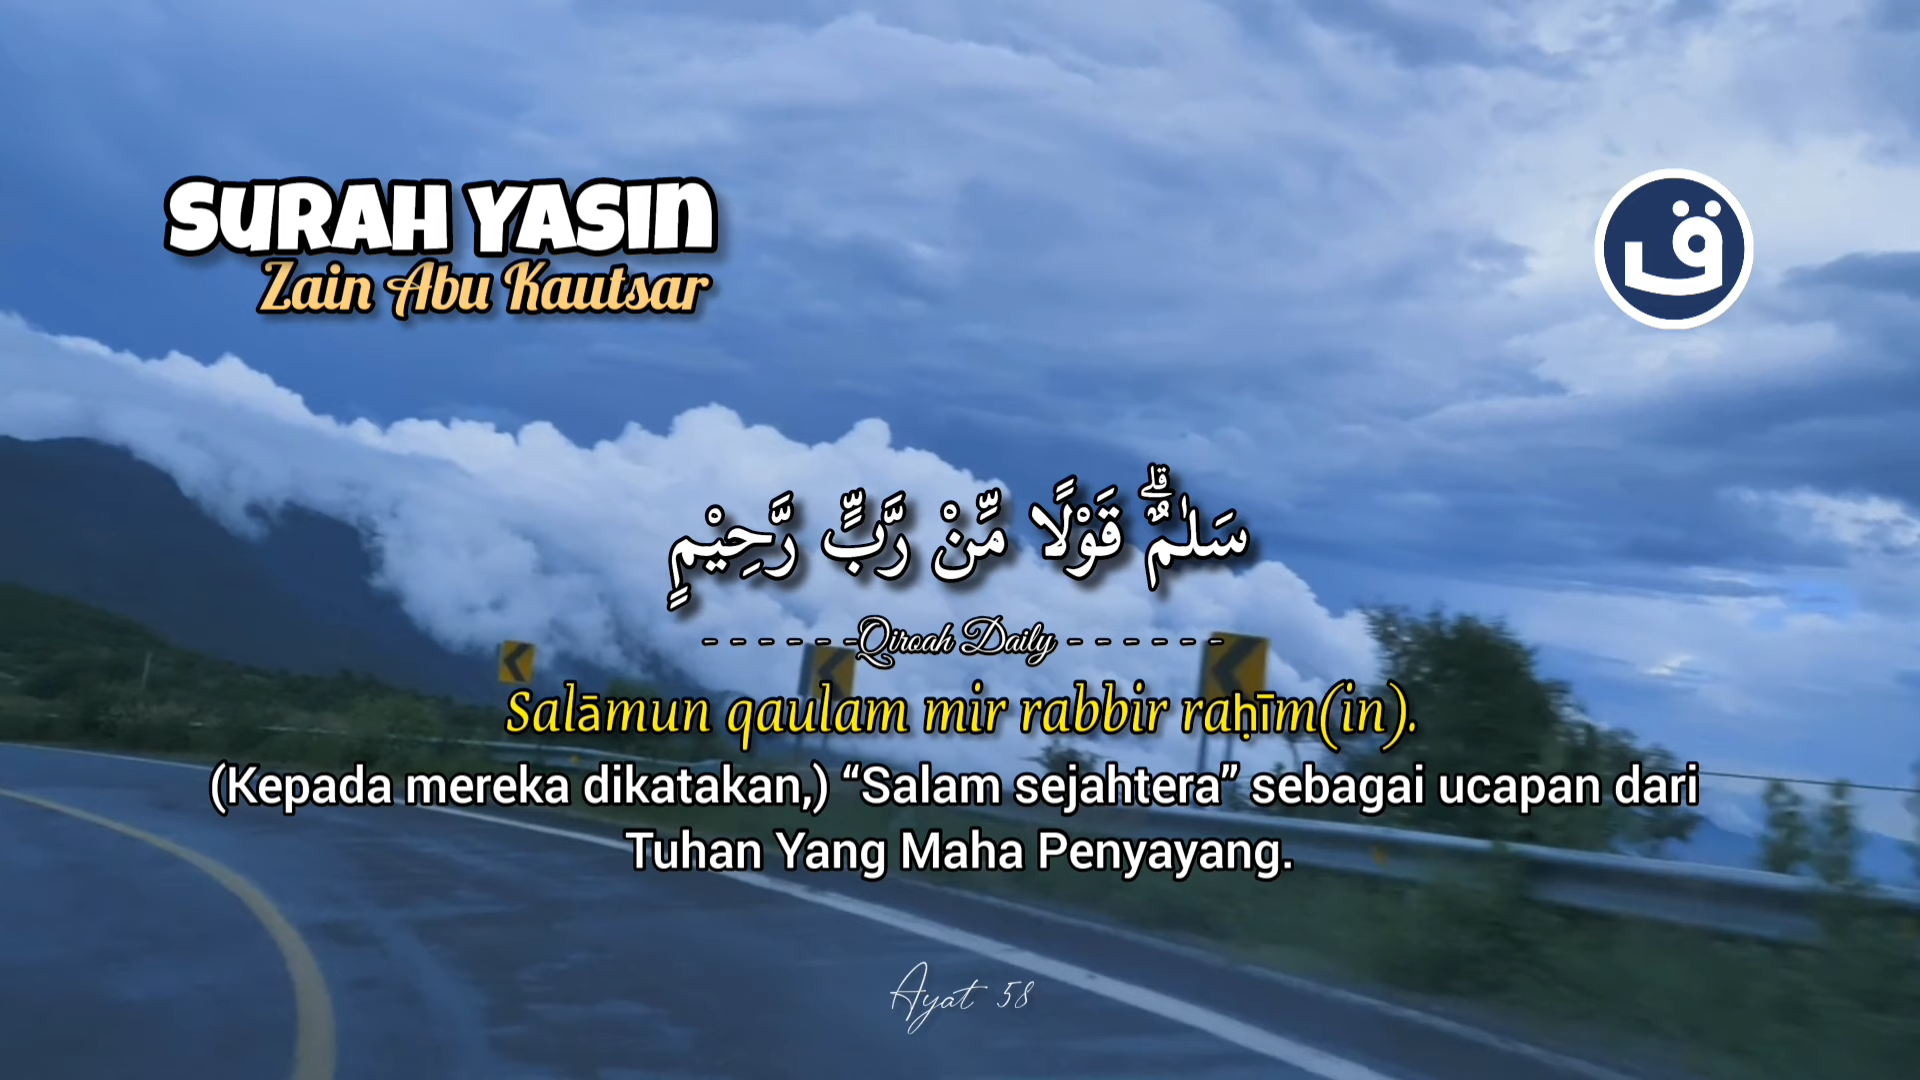 SURAH YASIN
Zain Abu Kautsar
ق
سَلٰمٌۗ قَوْلًا مِّنْ رَّبٍّ رَّحِيْمٍ
------Qiroah Daily------
Salāmun qaulam mir rabbir raḥīm(in).
(Kepada mereka dikatakan,) “Salam sejahtera” sebagai ucapan dari
Tuhan Yang Maha Penyayang.
Ayat 58